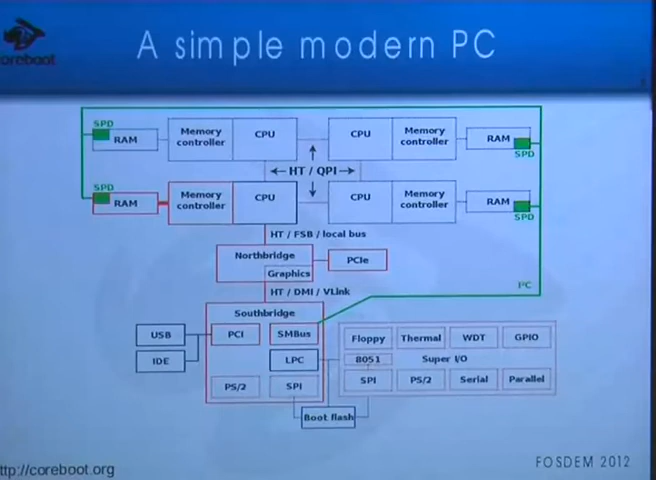 coreboot
A simple modern PC
SPD
RAM
Memory
controller
CPU
CPU
Memory
controller
RAM
SPD
HT / QPI
SPD
RAM
Memory
controller
CPU
CPU
Memory
controller
RAM
SPD
HT / FSB / local bus
Northbridge
Graphics
PCIe
HT / DMI / VLink
I²C
Southbridge
USB
PCI
SMBus
IDE
LPC
PS/2
SPI
Floppy
Thermal
WDT
GPIO
8051
Super I/O
SPI
PS/2
Serial
Parallel
Boot flash
ttp://coreboot.org
FOSDEM 2012